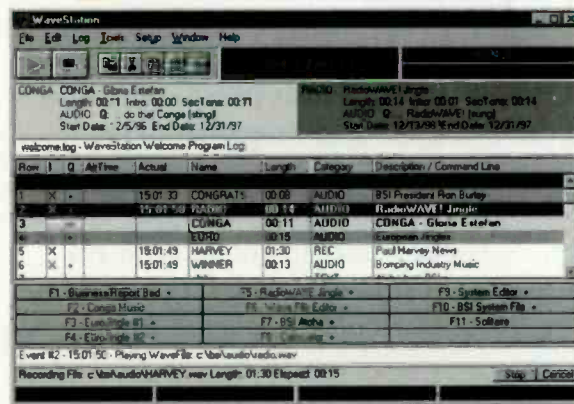 WaveStation
File Edit Log Tools Setup Window Help
CONGA CONGA - Gloria Estefan
Length: 00:11 Intro: 00:00 SecTone: 00:11
AUDIO Q: ... do that Conga (sting)
Start Date: 12/5/96 End Date: 12/31/97
RADIO RadioWAVE! Jingle
Length: 00:14 Intro: 00:01 SecTone: 00:14
AUDIO Q: ... RadioWAVE! (sung)
Start Date: 12/13/96 End Date: 12/31/97
welcome.log - WaveStation Welcome Program Log
Row I Q AirTime Actual Name Length Category Description / Command Line
1 X + 15:01:33 CONGRATS 00:08 AUDIO BSI President Ron Burley
2 X + 15:01:50 RADIO 00:14 AUDIO RadioWAVE! Jingle
3 CONGA 00:11 AUDIO CONGA - Gloria Estefan
4 + EURO 00:15 AUDIO European Jingles
5 X 15:01:49 HARVEY 01:30 REC Paul Harvey News
6 X + 15:01:49 WINNER 00:13 AUDIO Bomping Industry Music
F1 - Business Report Bed + F5 - RadioWAVE Jingle + F9 - System Editor +
F2 - Conga Music F6 - Wave File Editor + F10 - BSI System File +
F3 - Euro Jingle #1 + F7 - BSI Aloha + F11 - Solitaire
F4 - Euro Jingle #2 + F8 -
Event #2 - 15:01:50 - Playing WaveFile: c:\bsi\audio\radio.wav
Recording File: c:\bsi\audio\HARVEY.wav Length: 01:30 Elapsed: 00:15 Stop Cancel